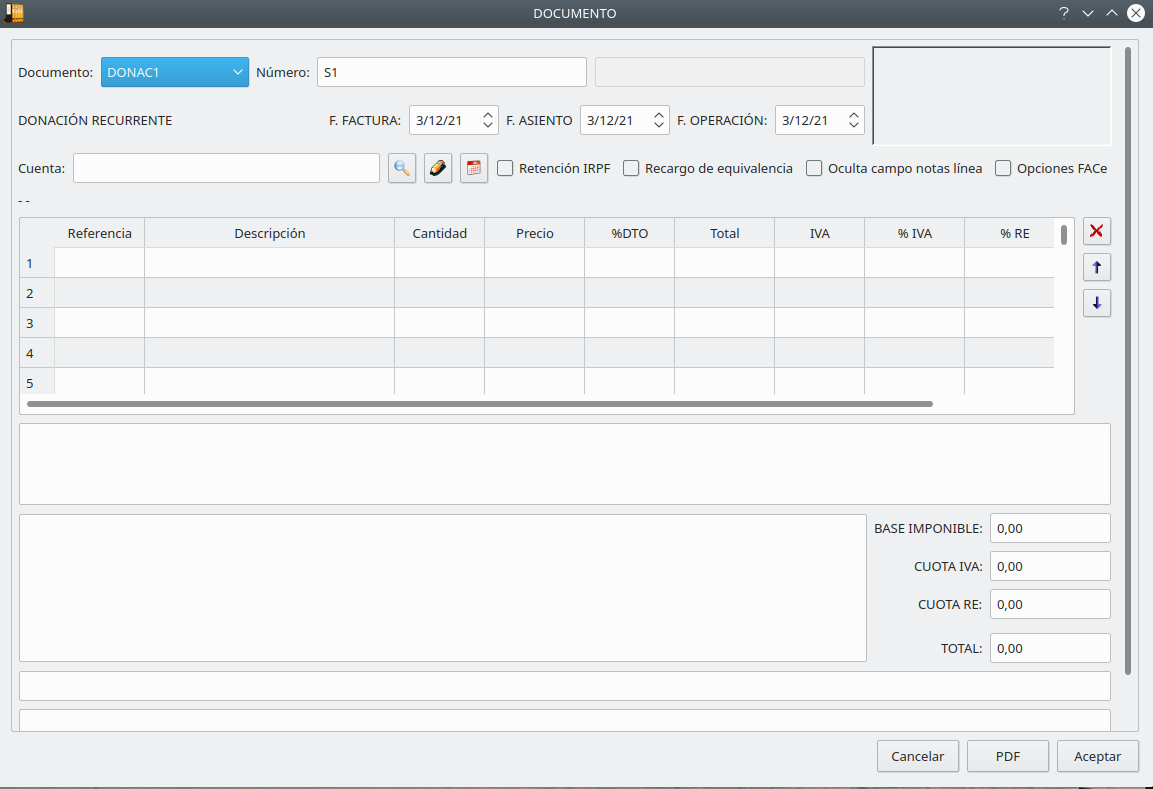 DOCUMENTO
Documento: DONAC1 Número: S1
DONACIÓN RECURRENTE F. FACTURA: 3/12/21 F. ASIENTO 3/12/21 F. OPERACIÓN: 3/12/21
Cuenta: Retención IRPF Recargo de equivalencia Oculta campo notas línea Opciones FACe
- -
Referencia Descripción Cantidad Precio %DTO Total IVA % IVA % RE
1
2
3
4
5
BASE IMPONIBLE: 0,00
CUOTA IVA: 0,00
CUOTA RE: 0,00
TOTAL: 0,00
Cancelar PDF Aceptar